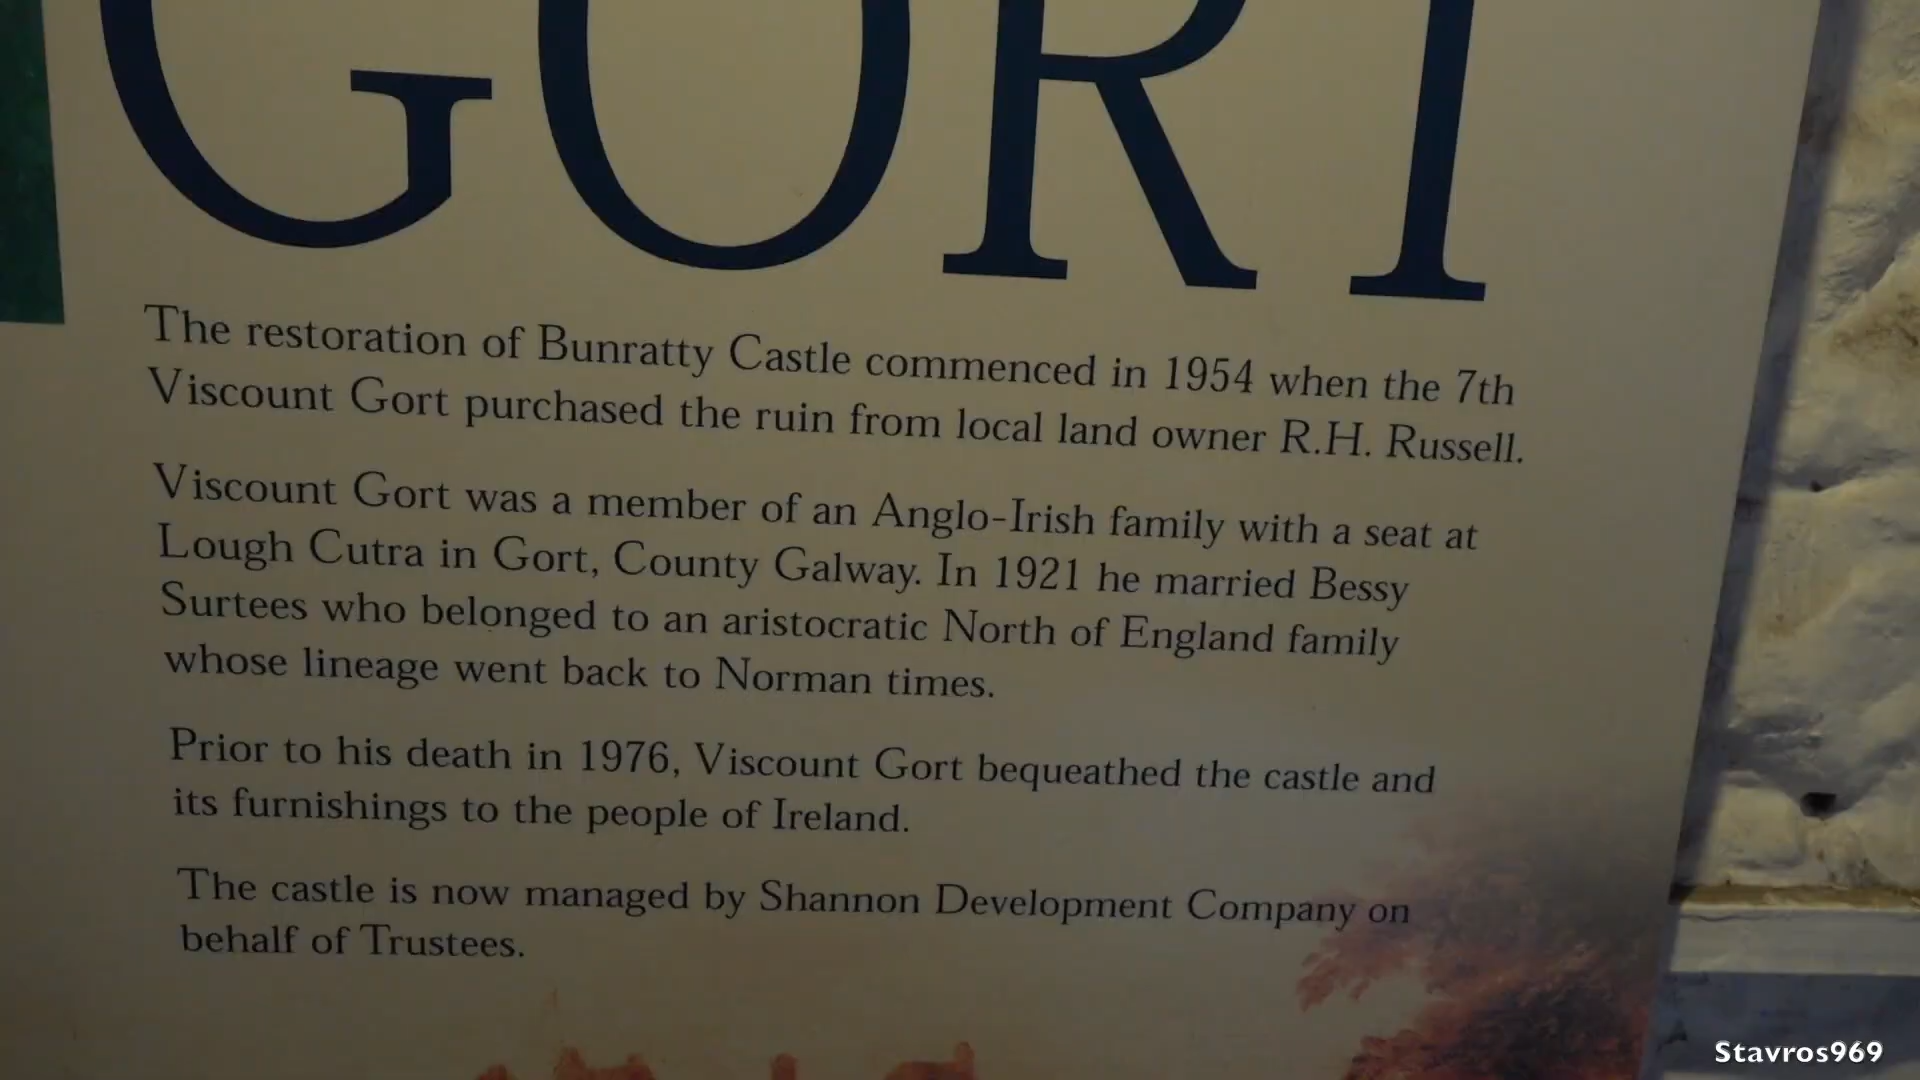 GORT
The restoration of Bunratty Castle commenced in 1954 when the 7th
Viscount Gort purchased the ruin from local land owner R.H. Russell.
Viscount Gort was a member of an Anglo-Irish family with a seat at
Lough Cutra in Gort, County Galway. In 1921 he married Bessy
Surtees who belonged to an aristocratic North of England family
whose lineage went back to Norman times.
Prior to his death in 1976, Viscount Gort bequeathed the castle and
its furnishings to the people of Ireland.
The castle is now managed by Shannon Development Company on
behalf of Trustees.
Stavros969